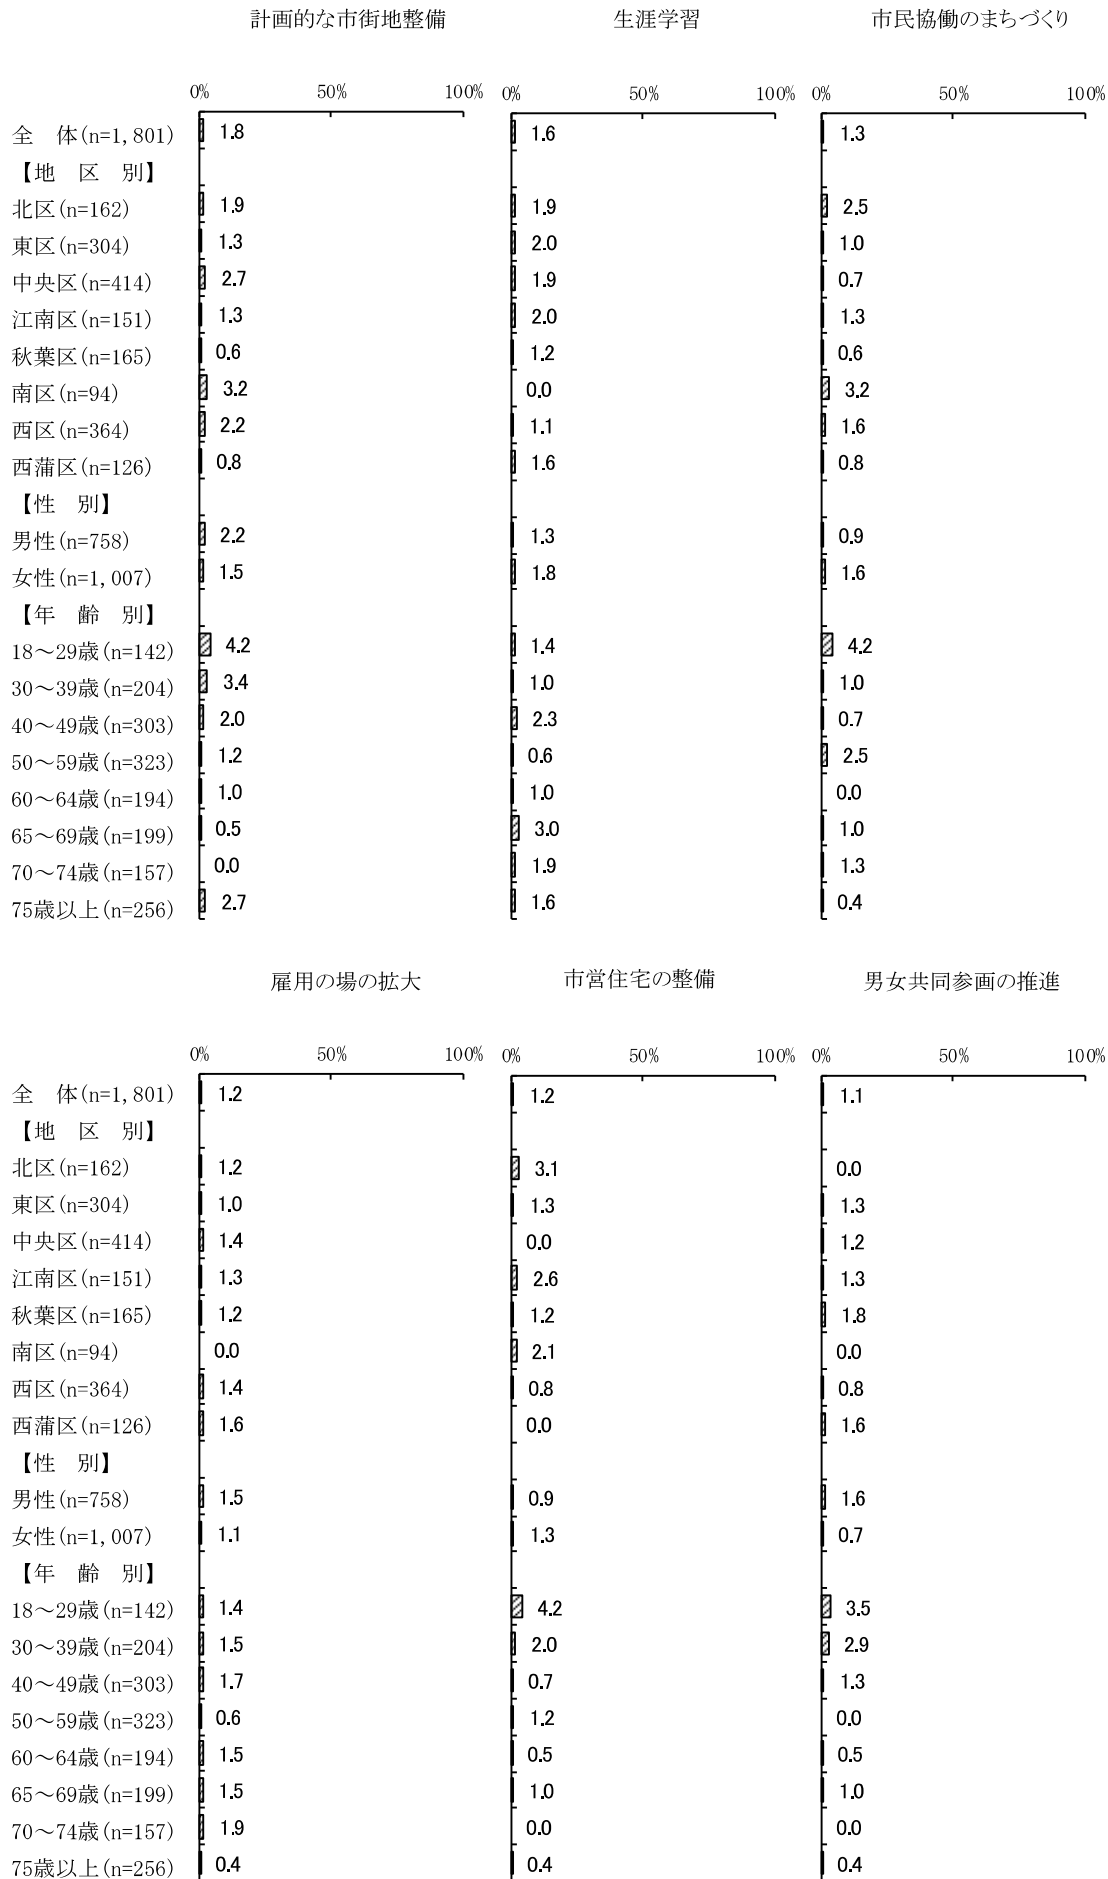 計画的な市街地整備 生涯学習 市民協働のまちづくり
0% 50% 100% 0% 50% 100% 0% 50% 100%
全 体(n=1,801) 1.8 1.6 1.3
【地 区 別】
北区(n=162) 1.9 1.9 2.5
東区(n=304) 1.3 2.0 1.0
中央区(n=414) 2.7 1.9 0.7
江南区(n=151) 1.3 2.0 1.3
秋葉区(n=165) 0.6 1.2 0.6
南区(n=94) 3.2 0.0 3.2
西区(n=364) 2.2 1.1 1.6
西蒲区(n=126) 0.8 1.6 0.8
【性 別】
男性(n=758) 2.2 1.3 0.9
女性(n=1,007) 1.5 1.8 1.6
【年 齢 別】
18～29歳(n=142) 4.2 1.4 4.2
30～39歳(n=204) 3.4 1.0 1.0
40～49歳(n=303) 2.0 2.3 0.7
50～59歳(n=323) 1.2 0.6 2.5
60～64歳(n=194) 1.0 1.0 0.0
65～69歳(n=199) 0.5 3.0 1.0
70～74歳(n=157) 0.0 1.9 1.3
75歳以上(n=256) 2.7 1.6 0.4
雇用の場の拡大 市営住宅の整備 男女共同参画の推進
0% 50% 100% 0% 50% 100% 0% 50% 100%
全 体(n=1,801) 1.2 1.2 1.1
【地 区 別】
北区(n=162) 1.2 3.1 0.0
東区(n=304) 1.0 1.3 1.3
中央区(n=414) 1.4 0.0 1.2
江南区(n=151) 1.3 2.6 1.3
秋葉区(n=165) 1.2 1.2 1.8
南区(n=94) 0.0 2.1 0.0
西区(n=364) 1.4 0.8 0.8
西蒲区(n=126) 1.6 0.0 1.6
【性 別】
男性(n=758) 1.5 0.9 1.6
女性(n=1,007) 1.1 1.3 0.7
【年 齢 別】
18～29歳(n=142) 1.4 4.2 3.5
30～39歳(n=204) 1.5 2.0 2.9
40～49歳(n=303) 1.7 0.7 1.3
50～59歳(n=323) 0.6 1.2 0.0
60～64歳(n=194) 1.5 0.5 0.5
65～69歳(n=199) 1.5 1.0 1.0
70～74歳(n=157) 1.9 0.0 0.0
75歳以上(n=256) 0.4 0.4 0.4